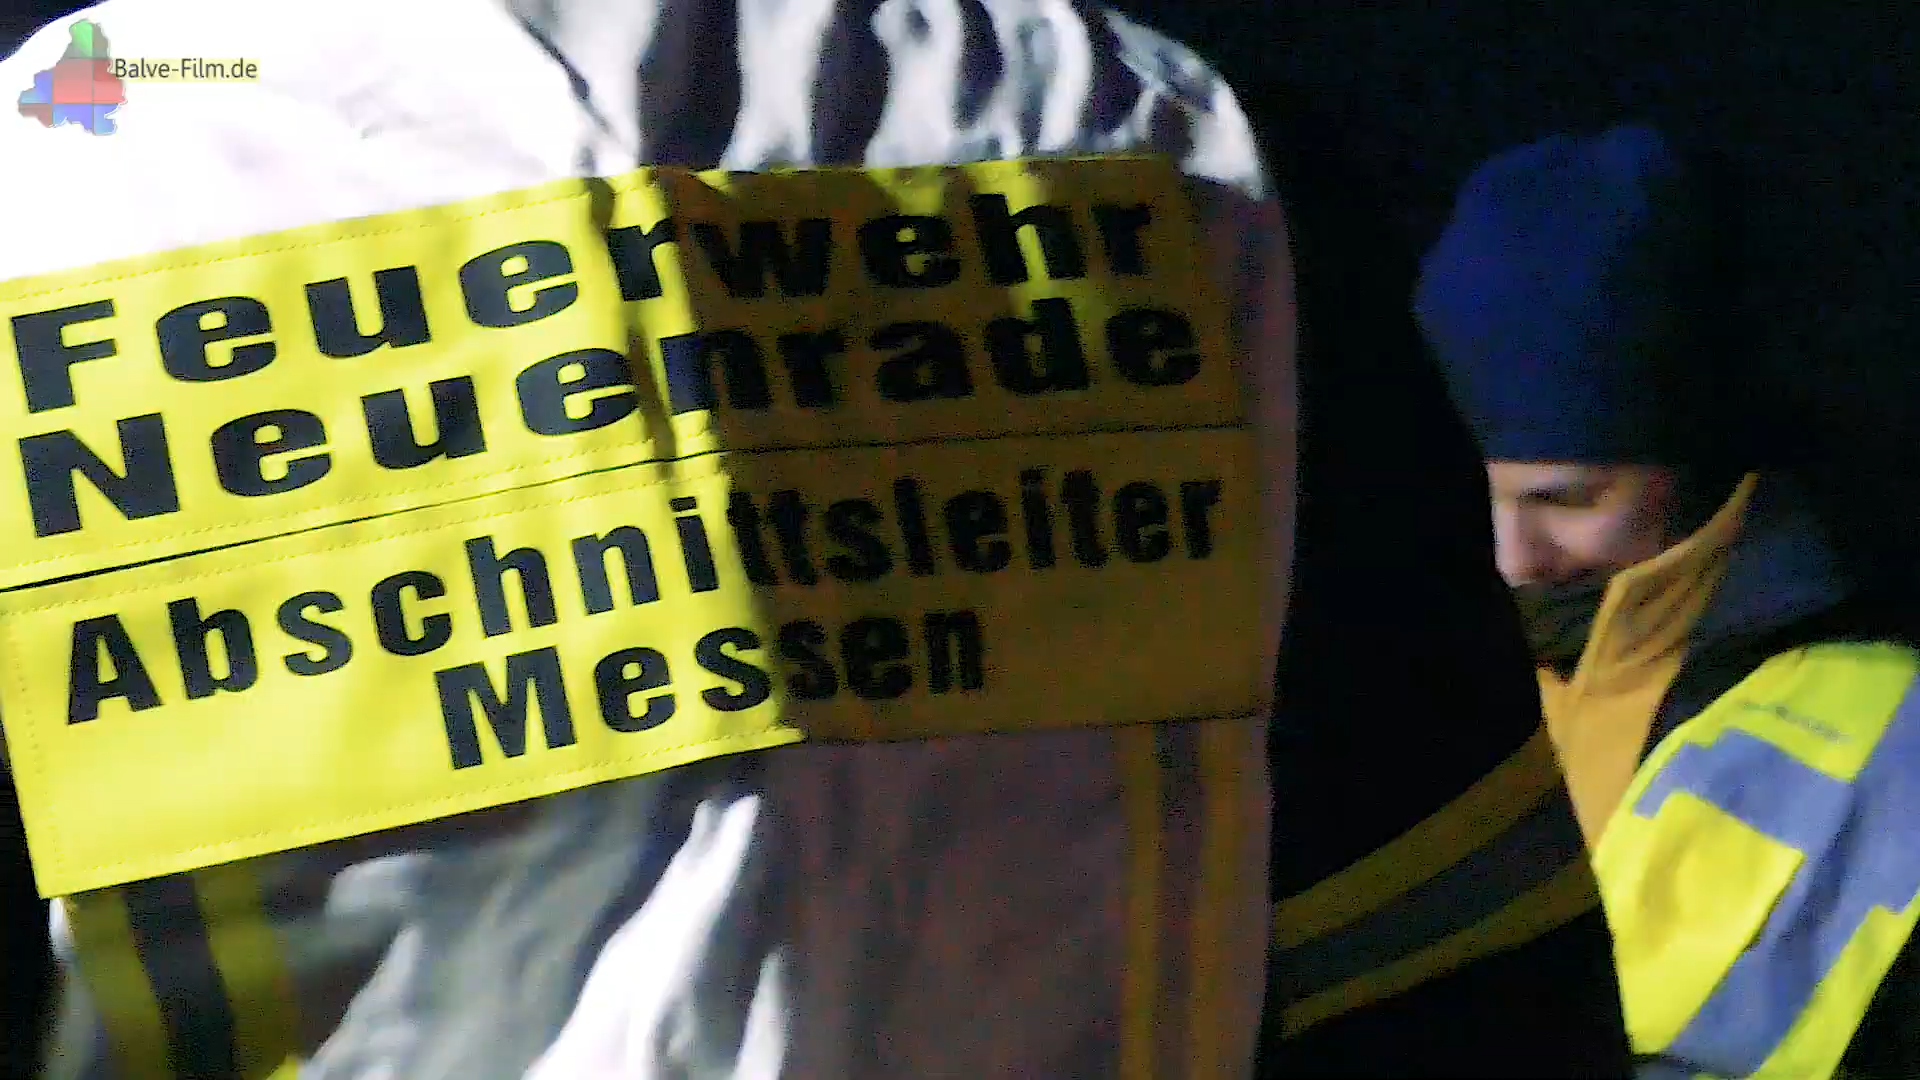 Balve-Film.de
Feuerwehr
Neuenrade
Abschnittsleiter
Messen